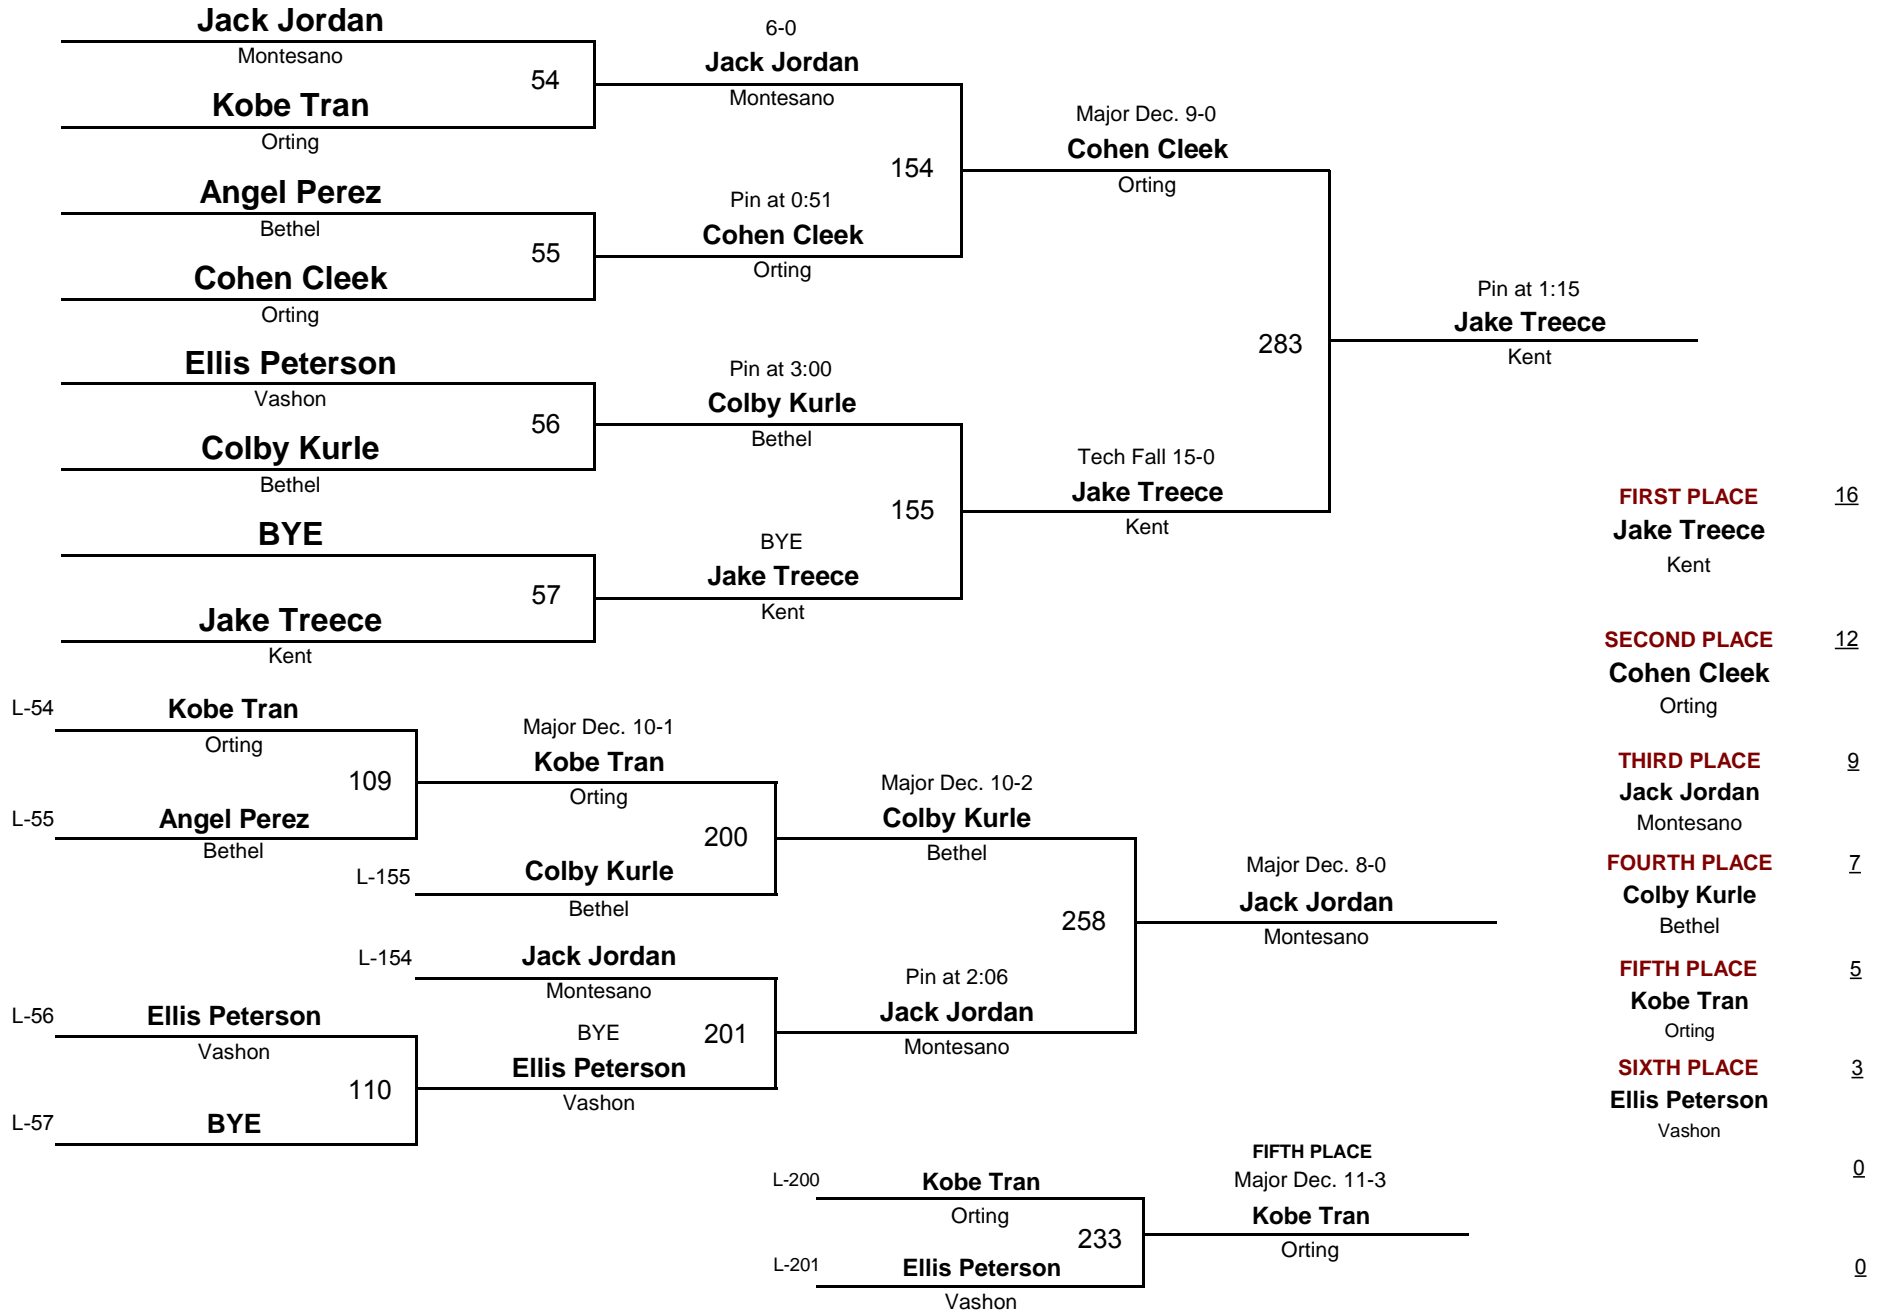 Jack Jordan
Montesano
54
Kobe Tran
Orting
Angel Perez
Bethel
55
Cohen Cleek
Orting
Ellis Peterson
Vashon
56
Colby Kurle
Bethel
BYE
57
Jake Treece
Kent
6-0
Jack Jordan
Montesano
154
Pin at 0:51
Cohen Cleek
Orting
Pin at 3:00
Colby Kurle
Bethel
155
BYE
Jake Treece
Kent
Major Dec. 9-0
Cohen Cleek
Orting
283
Tech Fall 15-0
Jake Treece
Kent
Pin at 1:15
Jake Treece
Kent
L-54
Kobe Tran
Orting
109
L-55
Angel Perez
Bethel
L-56
Ellis Peterson
Vashon
110
L-57
BYE
Major Dec. 10-1
Kobe Tran
Orting
200
L-155
Colby Kurle
Bethel
L-154
Jack Jordan
Montesano
BYE
201
Ellis Peterson
Vashon
Major Dec. 10-2
Colby Kurle
Bethel
258
Pin at 2:06
Jack Jordan
Montesano
Major Dec. 8-0
Jack Jordan
Montesano
L-200
Kobe Tran
Orting
233
L-201
Ellis Peterson
Vashon
FIFTH PLACE
Major Dec. 11-3
Kobe Tran
Orting
FIRST PLACE 16
Jake Treece
Kent
SECOND PLACE 12
Cohen Cleek
Orting
THIRD PLACE 9
Jack Jordan
Montesano
FOURTH PLACE 7
Colby Kurle
Bethel
FIFTH PLACE 5
Kobe Tran
Orting
SIXTH PLACE 3
Ellis Peterson
Vashon
0
0